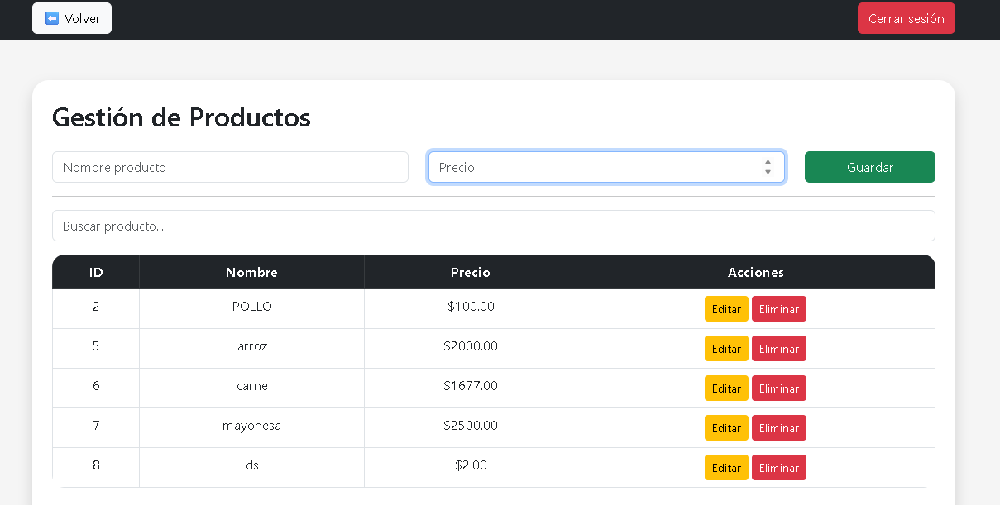 Volver
Cerrar sesión
Gestión de Productos
Nombre producto
Precio
Guardar
Buscar producto...
ID Nombre Precio Acciones
2 POLLO $100.00 Editar Eliminar
5 arroz $2000.00 Editar Eliminar
6 carne $1677.00 Editar Eliminar
7 mayonesa $2500.00 Editar Eliminar
8 ds $2.00 Editar Eliminar